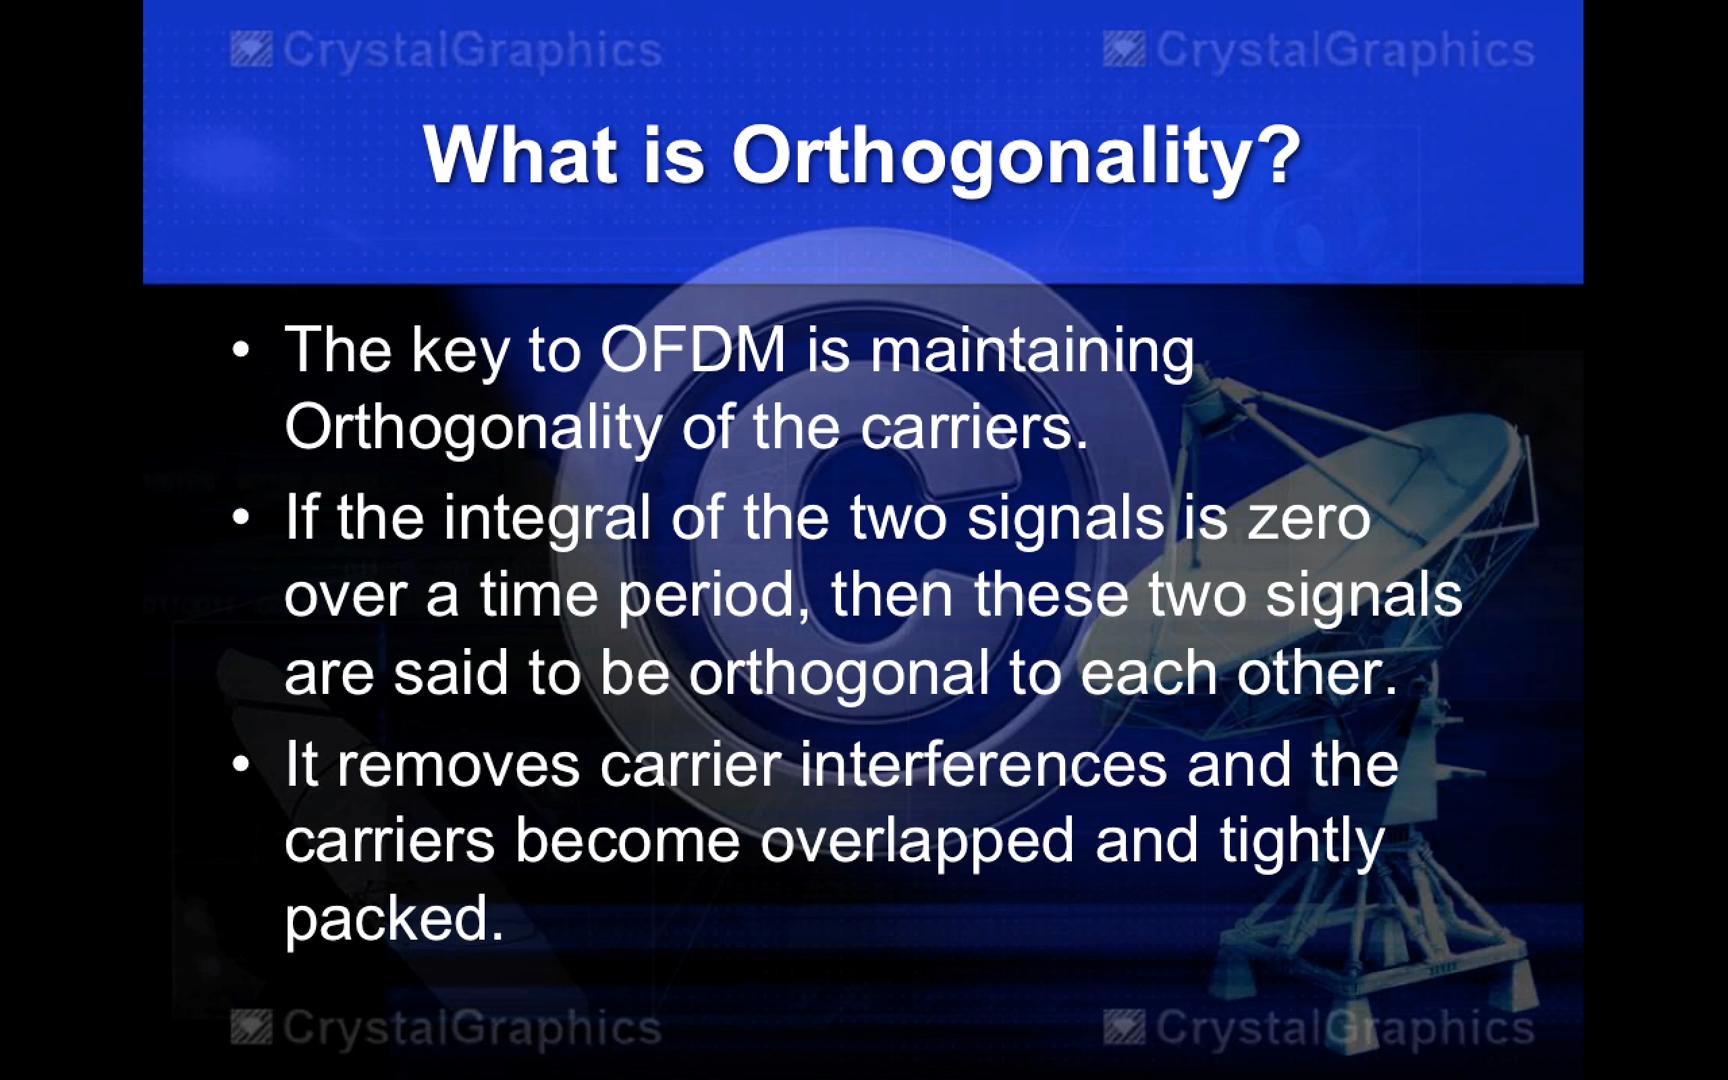 CrystalGraphics CrystalGraphics
What is Orthogonality?
• The key to OFDM is maintaining
Orthogonality of the carriers.
• If the integral of the two signals is zero
over a time period, then these two signals
are said to be orthogonal to each other.
• It removes carrier interferences and the
carriers become overlapped and tightly
packed.
CrystalGraphics CrystalGraphics